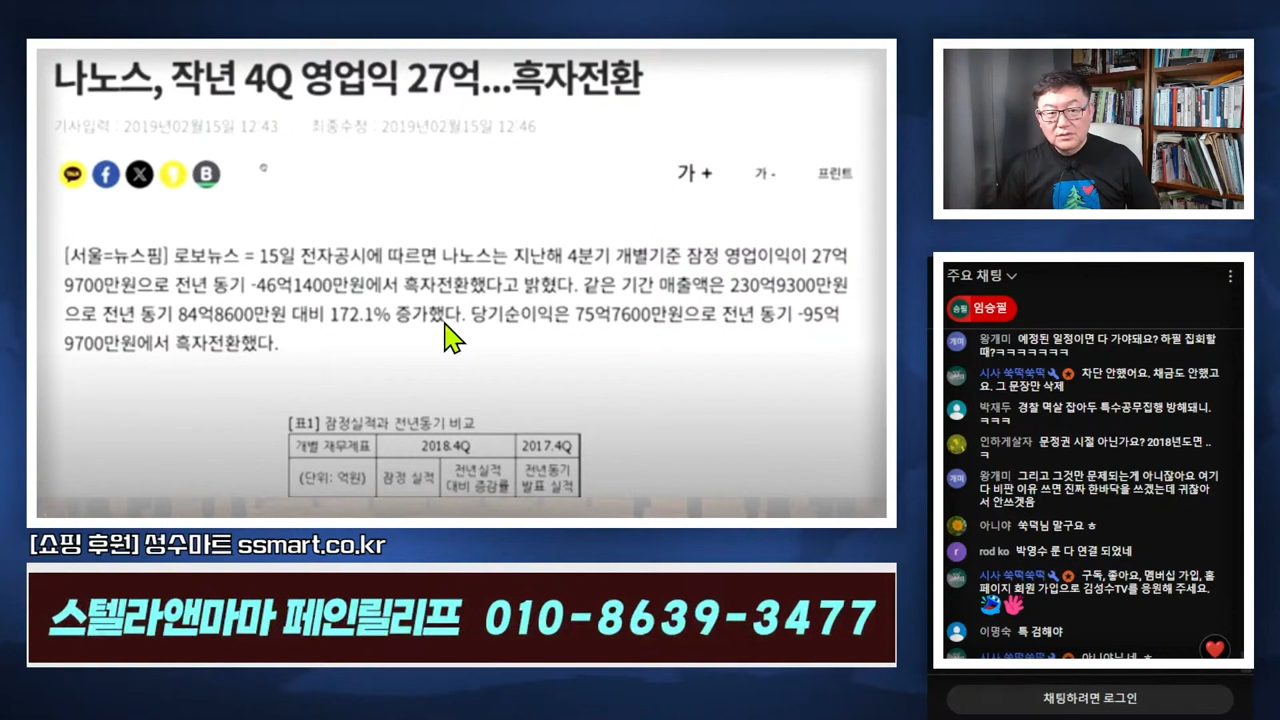 나노스, 작년 4Q 영업익 27억...흑자전환
기사입력 : 2019년02월15일 12:43 최종수정 : 2019년02월15일 12:46
가 + 가 - 프린트
[서울=뉴스핌] 로보뉴스 = 15일 전자공시에 따르면 나노스는 지난해 4분기 개별기준 잠정 영업이익이 27억
9700만원으로 전년 동기 -46억1400만원에서 흑자전환했다고 밝혔다. 같은 기간 매출액은 230억9300만원
으로 전년 동기 84억8600만원 대비 172.1% 증가했다. 당기순이익은 75억7600만원으로 전년 동기 -95억
9700만원에서 흑자전환했다.
[표1] 잠정실적과 전년동기 비교
개별 재무제표 2018.4Q 2017.4Q
(단위: 억원) 잠정 실적 전년실적 대비 증감률 전년동기 발표 실적
[쇼핑 후원] 성수마트 ssmart.co.kr
스텔라앤마마 페인릴리프 010-8639-3477
주요 채팅
승필 임승필
개미 왕개미 예정된 일정이면 다 가야돼요? 하필 집회할
때?ㅋㅋㅋㅋㅋㅋㅋ
시사 쑥떡쑥떡 차단 안했어요. 채금도 안했고
요. 그 문장만 삭제
박재두 경찰 멱살 잡아두 특수공무집행 방해돼니.
ㅋㅋㅋ
인하게살자 문정권 시절 아닌가요? 2018년도면 ..
ㅋ
개미 왕개미 그리고 그것만 문제되는게 아니잖아요 여기
다 비판 이유 쓰면 진짜 한바닥을 쓰겠는데 귀찮아
서 안쓰겟음
아니야 쑥덕님 말구요 ㅎ
r rod ko 박영수 룬 다 연결 되었네
시사 쑥떡쑥떡 구독, 좋아요, 멤버십 가입, 홈
페이지 회원 가입으로 김성수TV를 응원해 주세요.
이명숙 특 검해야
시사 쑥떡쑥떡 아니야님 네 ㅎ
채팅하려면 로그인